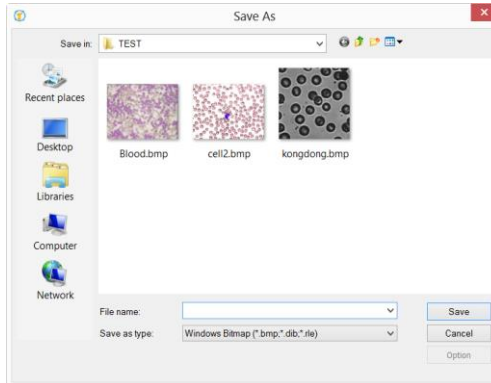 Save As
Save in: TEST
Recent places
Desktop
Libraries
Computer
Network
Blood.bmp cell2.bmp kongdong.bmp
File name: Save
Save as type: Windows Bitmap (*.bmp;*.dib;*.rle) Cancel
Option